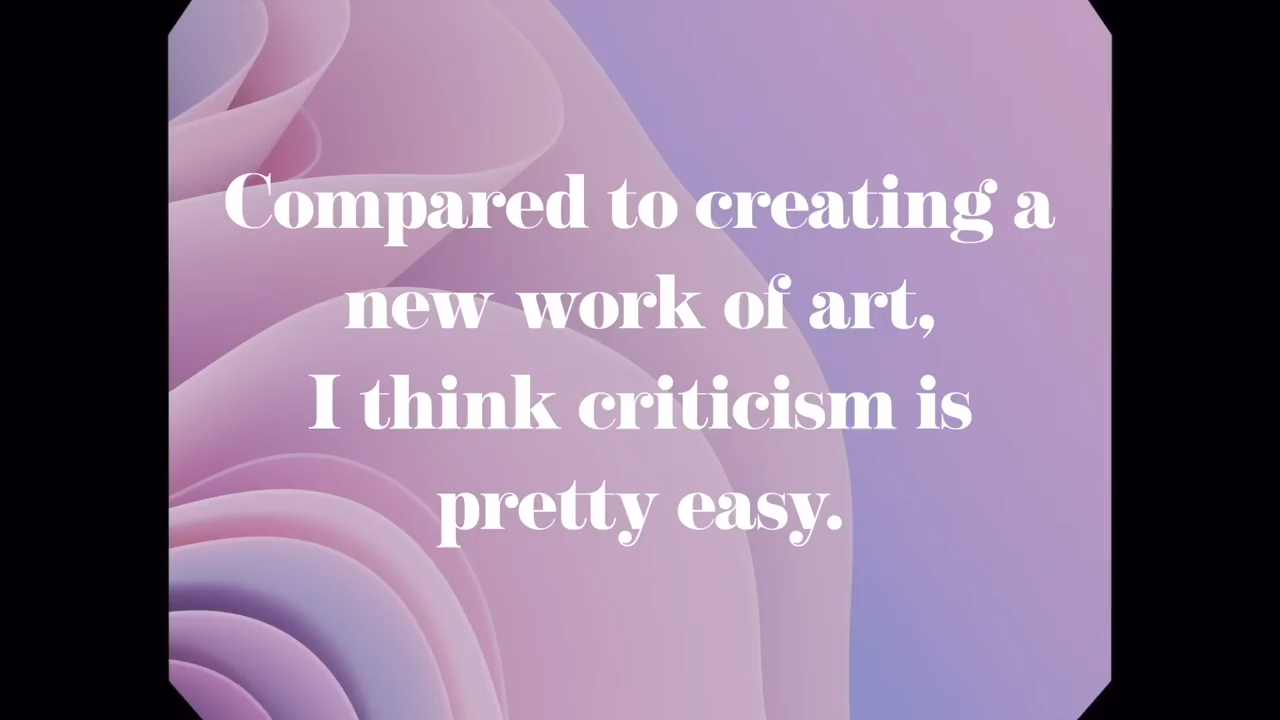 Compared to creating a
new work of art,
I think criticism is
pretty easy.